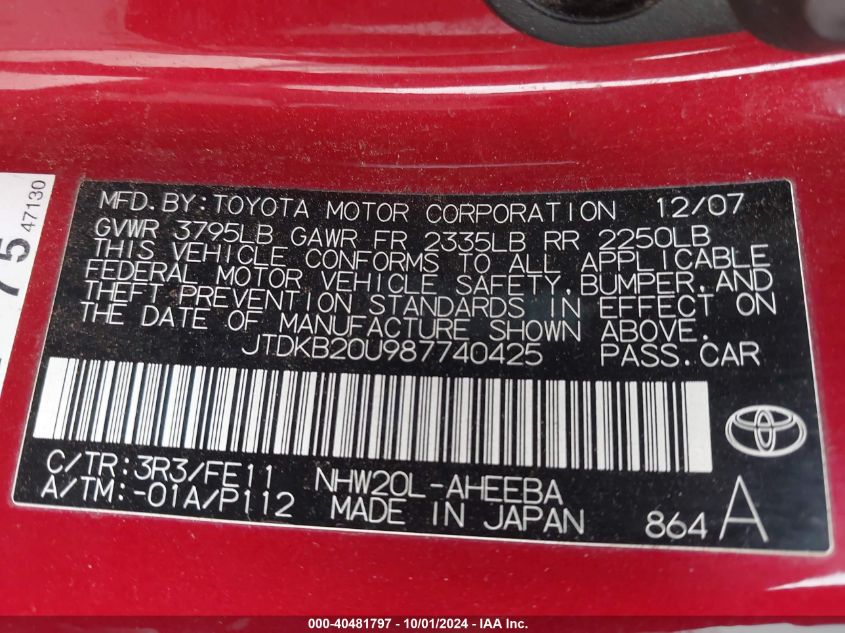 MFD. BY: TOYOTA MOTOR CORPORATION 12/07
GVWR 3795LB GAWR FR 2335LB RR 2250LB
THIS VEHICLE CONFORMS TO ALL APPLICABLE
FEDERAL MOTOR VEHICLE SAFETY, BUMPER, AND
THEFT PREVENTION STANDARDS IN EFFECT ON
THE DATE OF MANUFACTURE SHOWN ABOVE.
JTDKB20U987740425 PASS. CAR
C/TR: 3R3/FE11 NHW20L-AHEEBA
A/TM: -01A/P112 MADE IN JAPAN 864 A
47130
75
000-40481797 - 10/01/2024 - IAA Inc.